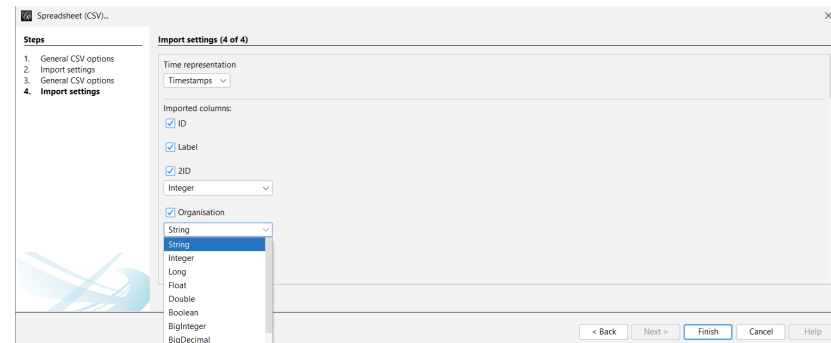 Spreadsheet (CSV)...
Steps
1. General CSV options
2. Import settings
3. General CSV options
4. Import settings
Import settings (4 of 4)
Time representation
Timestamps
Imported columns:
ID
Label
2ID
Integer
Organisation
String
String
Integer
Long
Float
Double
Boolean
BigInteger
BigDecimal
< Back
Next >
Finish
Cancel
Help